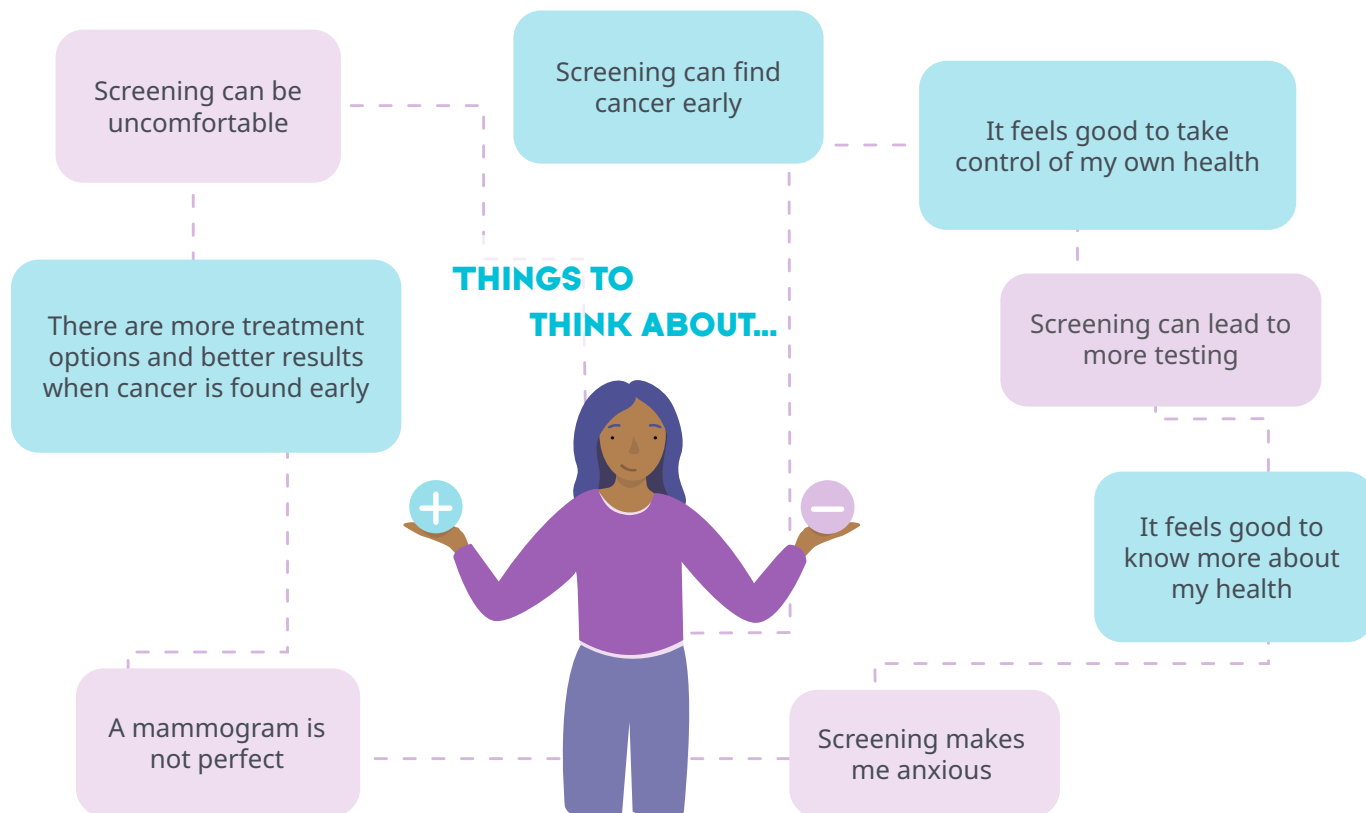 Screening can be
uncomfortable
Screening can find
cancer early
It feels good to take
control of my own health
THINGS TO
THINK ABOUT...
There are more treatment
options and better results
when cancer is found early
Screening can lead to
more testing
It feels good to
know more about
my health
A mammogram is
not perfect
Screening makes
me anxious